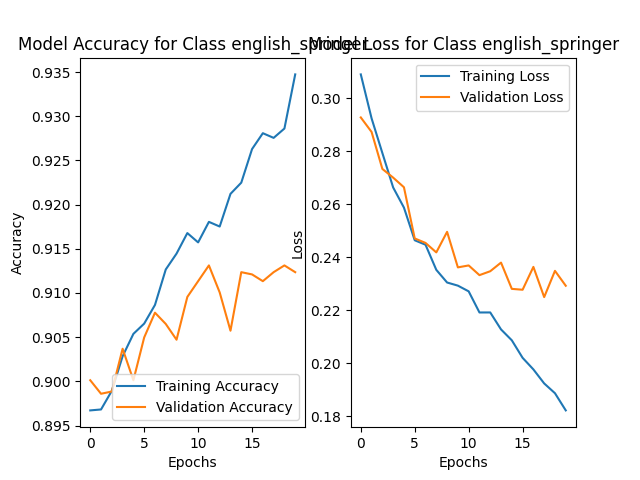 Model Accuracy for Class english_springer
0.935
0.930
0.925
0.920
0.915
0.910
0.905
0.900
0.895
Accuracy
Training Accuracy
Validation Accuracy
0 5 10 15
Epochs
Model Loss for Class english_springer
Training Loss
Validation Loss
0.30
0.28
0.26
0.24
0.22
0.20
0.18
Loss
0 5 10 15
Epochs